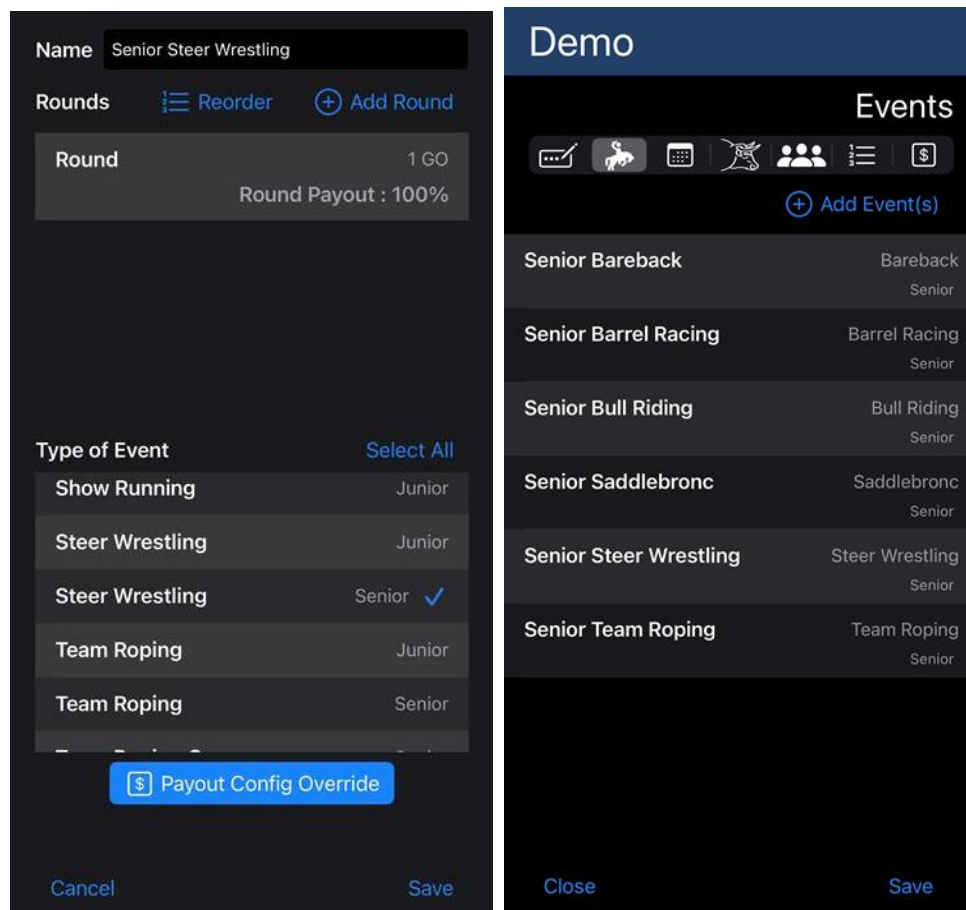 Name Senior Steer Wrestling
Rounds Reorder Add Round
Round 1 GO
Round Payout : 100%
Type of Event Select All
Show Running Junior
Steer Wrestling Junior
Steer Wrestling Senior
Team Roping Junior
Team Roping Senior
$ Payout Config Override
Cancel Save
Demo
Events
$
Add Event(s)
Senior Bareback Bareback
Senior
Senior Barrel Racing Barrel Racing
Senior
Senior Bull Riding Bull Riding
Senior
Senior Saddlebronc Saddlebronc
Senior
Senior Steer Wrestling Steer Wrestling
Senior
Senior Team Roping Team Roping
Senior
Close Save